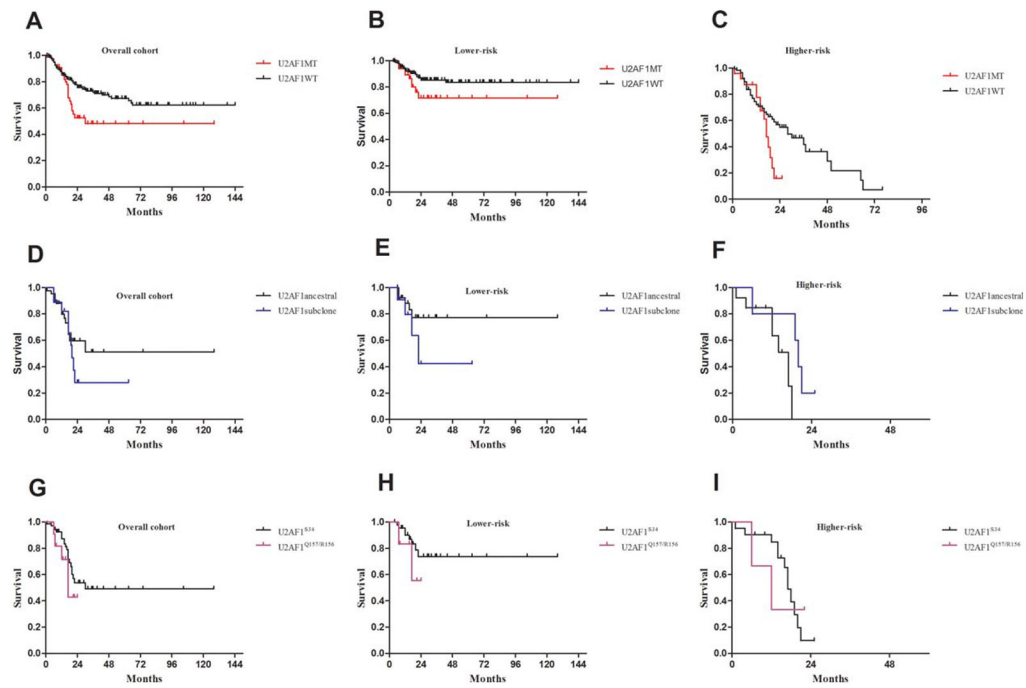 A
Overall cohort
U2AF1MT
U2AF1WT
Survival
1.0
0.8
0.6
0.4
0.2
0.0
0 24 48 72 96 120 144
Months
B
Lower-risk
U2AF1MT
U2AF1WT
Survival
1.0
0.8
0.6
0.4
0.2
0.0
0 24 48 72 96 120 144
Months
C
Higher-risk
U2AF1MT
U2AF1WT
Survival
1.0
0.8
0.6
0.4
0.2
0.0
0 24 48 72 96
Months
D
Overall cohort
U2AF1ancestral
U2AF1subclone
Survival
1.0
0.8
0.6
0.4
0.2
0.0
0 24 48 72 96 120 144
Months
E
Lower-risk
U2AF1ancestral
U2AF1subclone
Survival
1.0
0.8
0.6
0.4
0.2
0.0
0 24 48 72 96 120 144
Months
F
Higher-risk
U2AF1ancestral
U2AF1subclone
Survival
1.0
0.8
0.6
0.4
0.2
0.0
0 24 48
Months
G
Overall cohort
U2AF1S34
U2AF1Q157/R156
Survival
1.0
0.8
0.6
0.4
0.2
0.0
0 24 48 72 96 120 144
Months
H
Lower-risk
U2AF1S34
U2AF1Q157/R156
Survival
1.0
0.8
0.6
0.4
0.2
0.0
0 24 48 72 96 120 144
Months
I
Higher-risk
U2AF1S34
U2AF1Q157/R156
Survival
1.0
0.8
0.6
0.4
0.2
0.0
0 24 48
Months